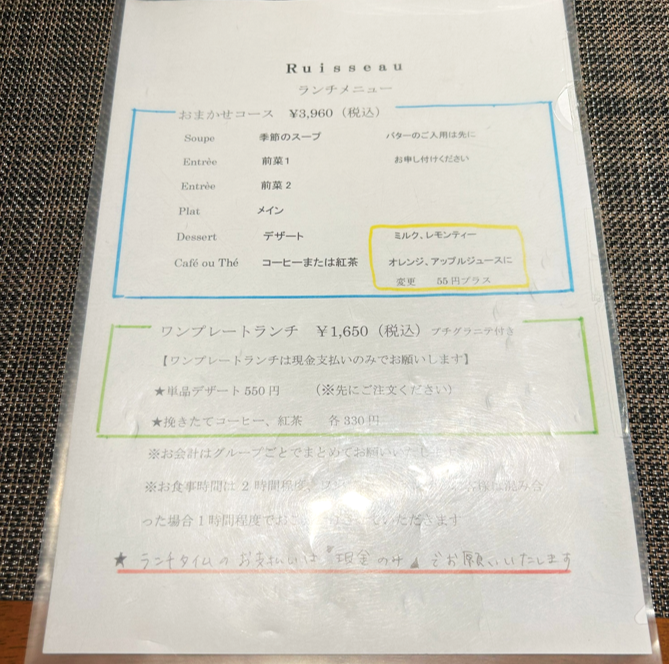 Ruisseau
ランチメニュー
おまかせコース ¥3,960（税込）
Soupe 季節のスープ バターのご入用は先に
Entrée 前菜1 お申し付けください
Entrée 前菜2
Plat メイン
Dessert デザート ミルク、レモンティー
Café ou Thé コーヒーまたは紅茶 オレンジ、アップルジュースに
変更 55円プラス
ワンプレートランチ ¥1,650（税込）プチグラニテ付き
【ワンプレートランチは現金支払いのみでお願いします】
★単品デザート550円 （※先にご注文ください）
★挽きたてコーヒー、紅茶 各330円
※お会計はグループごとでまとめてお願いいたします
※お食事時間は2時間程度 混み合
った場合1時間程度で いただきます
★ランチタイムのお支払いは『現金のみ』でお願いいたします